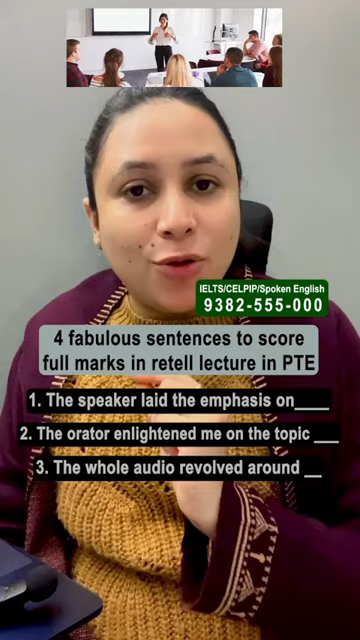 IELTS/CELPIP/Spoken English
9382-555-000
4 fabulous sentences to score
full marks in retell lecture in PTE
1. The speaker laid the emphasis on____
2. The orator enlightened me on the topic ___
3. The whole audio revolved around __